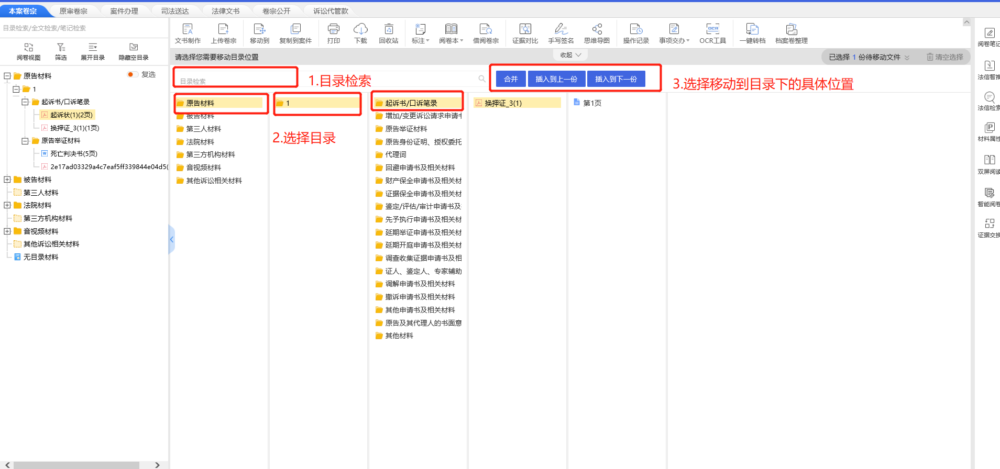 本案卷宗 原审卷宗 案件办理 司法送达 法律文书 卷宗公开 诉讼代管款
目录检索/全文检索/笔记检索
阅卷视图 筛选 展开目录 隐藏空目录
文书制作 上传卷宗 移动到 复制到案件 打印 下载 回收站 标注 阅卷本 借阅卷宗 证据对比 手写签名 思维导图 操作记录 事项交办 OCR工具 一键转档 档案卷整理
请选择您需要移动目录位置 收起 已选择 1 份待移动文件 清空选择
目录检索
1.目录检索
合并 插入到上一份 插入到下一份
3.选择移动到目录下的具体位置
复选
原告材料
1
起诉书/口诉笔录
起诉状(1)(2页)
换押证_3(1)(1页)
原告举证材料
死亡判决书(5页)
2e17ad03329a4c7eaf5ff339844e04d5(
被告材料
第三人材料
法院材料
第三方机构材料
音视频材料
其他诉讼相关材料
无目录材料
原告材料
被告材料
第三人材料
法院材料
第三方机构材料
音视频材料
其他诉讼相关材料
1
2.选择目录
起诉书/口诉笔录
增加/变更诉讼请求申请书
原告举证材料
原告身份证明、授权委托
代理词
回避申请书及相关材料
财产保全申请书及相关材
证据保全申请书及相关材
鉴定/评估/审计申请书及
先予执行申请书及相关材
延期举证申请书及相关材
延期开庭申请书及相关材
调查收集证据申请书及相
证人、鉴定人、专家辅助
调解申请书及相关材料
撤诉申请书及相关材料
其他申请书及相关材料
原告及其代理人的书面意
其他材料
换押证_3(1)
第1页
阅卷笔记
法信智推
法信检索
材料属性
双屏阅读
智能阅卷
证据交换